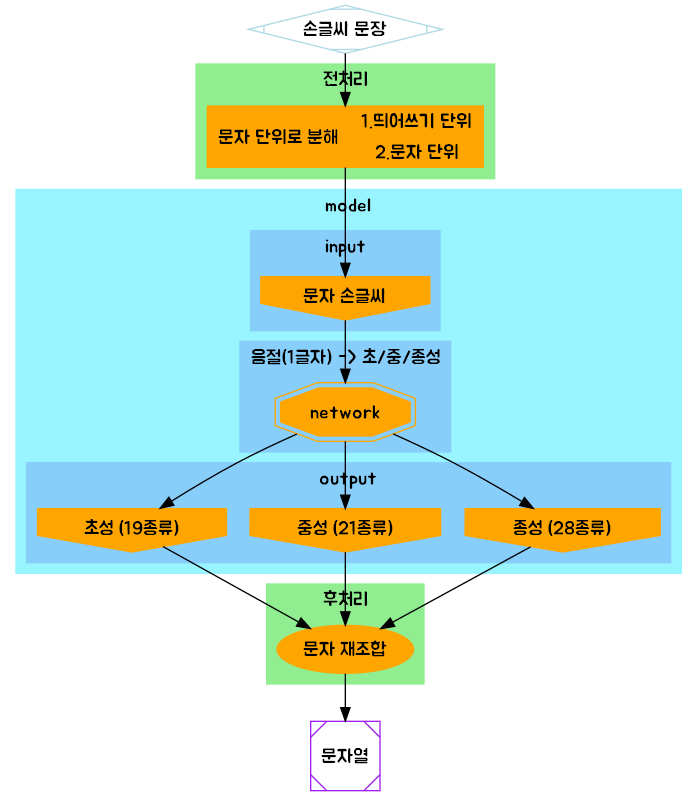 손글씨 문장
전처리
문자 단위로 분해
1.띄어쓰기 단위
2.문자 단위
model
input
문자 손글씨
음절(1글자) -> 초/중/종성
network
output
초성 (19종류)
중성 (21종류)
종성 (28종류)
후처리
문자 재조합
문자열